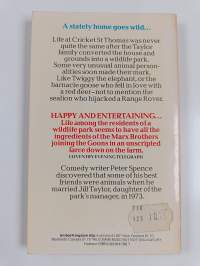 A stately home goes wild...
Life at Cricket St Thomas was never
quite the same after the Taylor
family converted the house and
grounds into a wildlife park.
Some very unusual animal person-
alities soon made their mark.
Like Twiggy the elephant, or the
barnacle goose who fell in love with
a red deer – not to mention the
sealion who hijacked a Range Rover.
HAPPY AND ENTERTAINING...
Life among the residents of a
wildlife park seems to have all the
ingredients of the Marx Brothers
joining the Goons in an unscripted
farce down on the farm.
COVENTRY EVENING TELEGRAPH
Comedy writer Peter Spence
discovered that some of his best
friends were animals when he
married Jill Taylor, daughter of
the park's manager, in 1973.